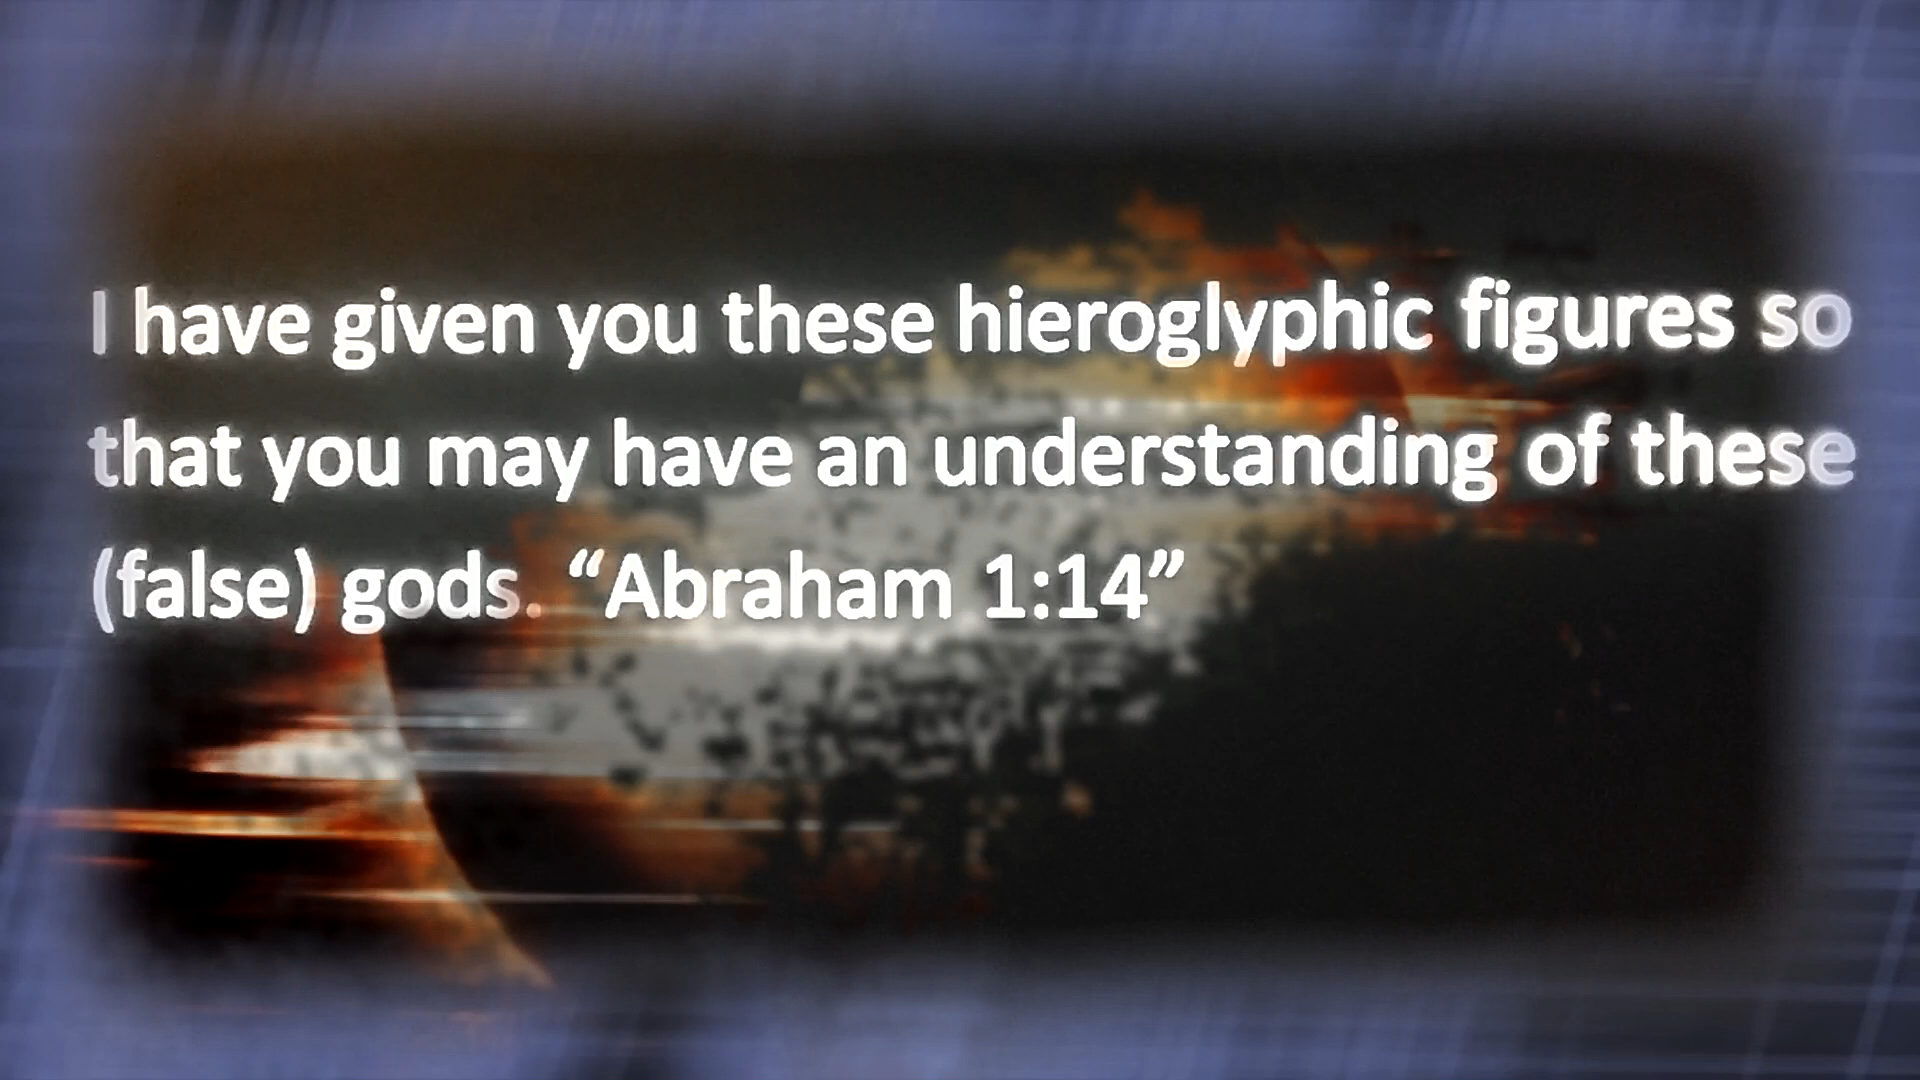 I have given you these hieroglyphic figures so
that you may have an understanding of these
(false) gods. “Abraham 1:14”